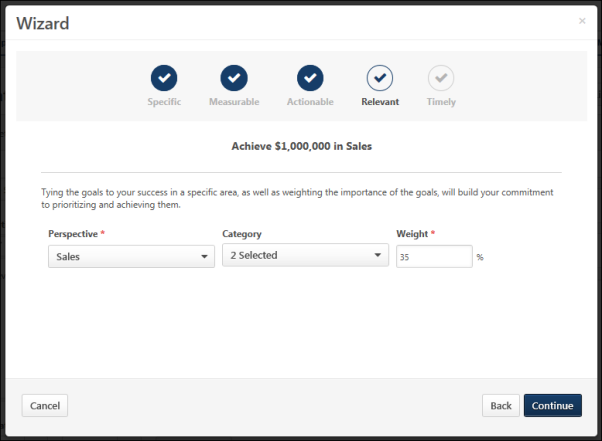 Wizard
×
Specific Measurable Actionable Relevant Timely
Achieve $1,000,000 in Sales
Tying the goals to your success in a specific area, as well as weighting the importance of the goals, will build your commitment
to prioritizing and achieving them.
Perspective * Category Weight *
Sales 2 Selected 35 %
Cancel Back Continue